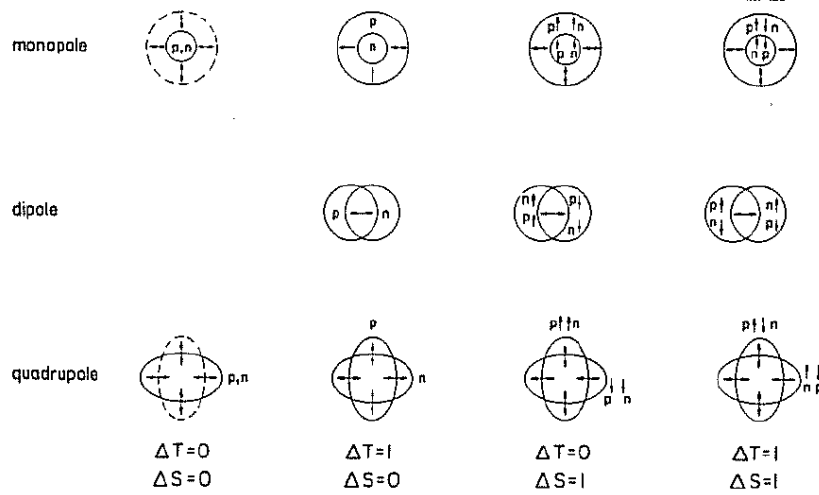 monopole
p,n
p
n
p↑ ↑n
↓ ↓
p n
p↑ ↓n
↑ ↓
n p
dipole
p n
n↑ p↓
p↑ n↓
p↑ n↑
n↓ p↓
quadrupole
p
p↑↑n
p↑↓n
p,n
n
↓ ↓
p n
↑ ↓
n p
ΔT=0 ΔT=1 ΔT=0 ΔT=1
ΔS=0 ΔS=0 ΔS=1 ΔS=1